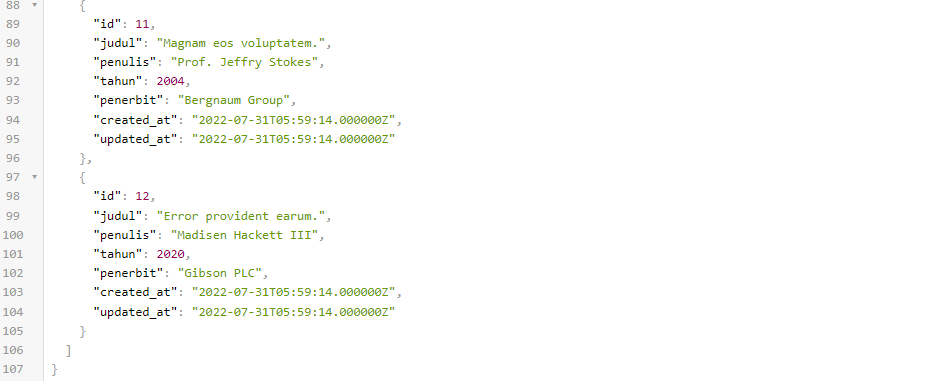 88 {
89 "id": 11,
90 "judul": "Magnam eos voluptatem.",
91 "penulis": "Prof. Jeffry Stokes",
92 "tahun": 2004,
93 "penerbit": "Bergnaum Group",
94 "created_at": "2022-07-31T05:59:14.000000Z",
95 "updated_at": "2022-07-31T05:59:14.000000Z"
96 },
97 {
98 "id": 12,
99 "judul": "Error provident earum.",
100 "penulis": "Madisen Hackett III",
101 "tahun": 2020,
102 "penerbit": "Gibson PLC",
103 "created_at": "2022-07-31T05:59:14.000000Z",
104 "updated_at": "2022-07-31T05:59:14.000000Z"
105 }
106 ]
107 }